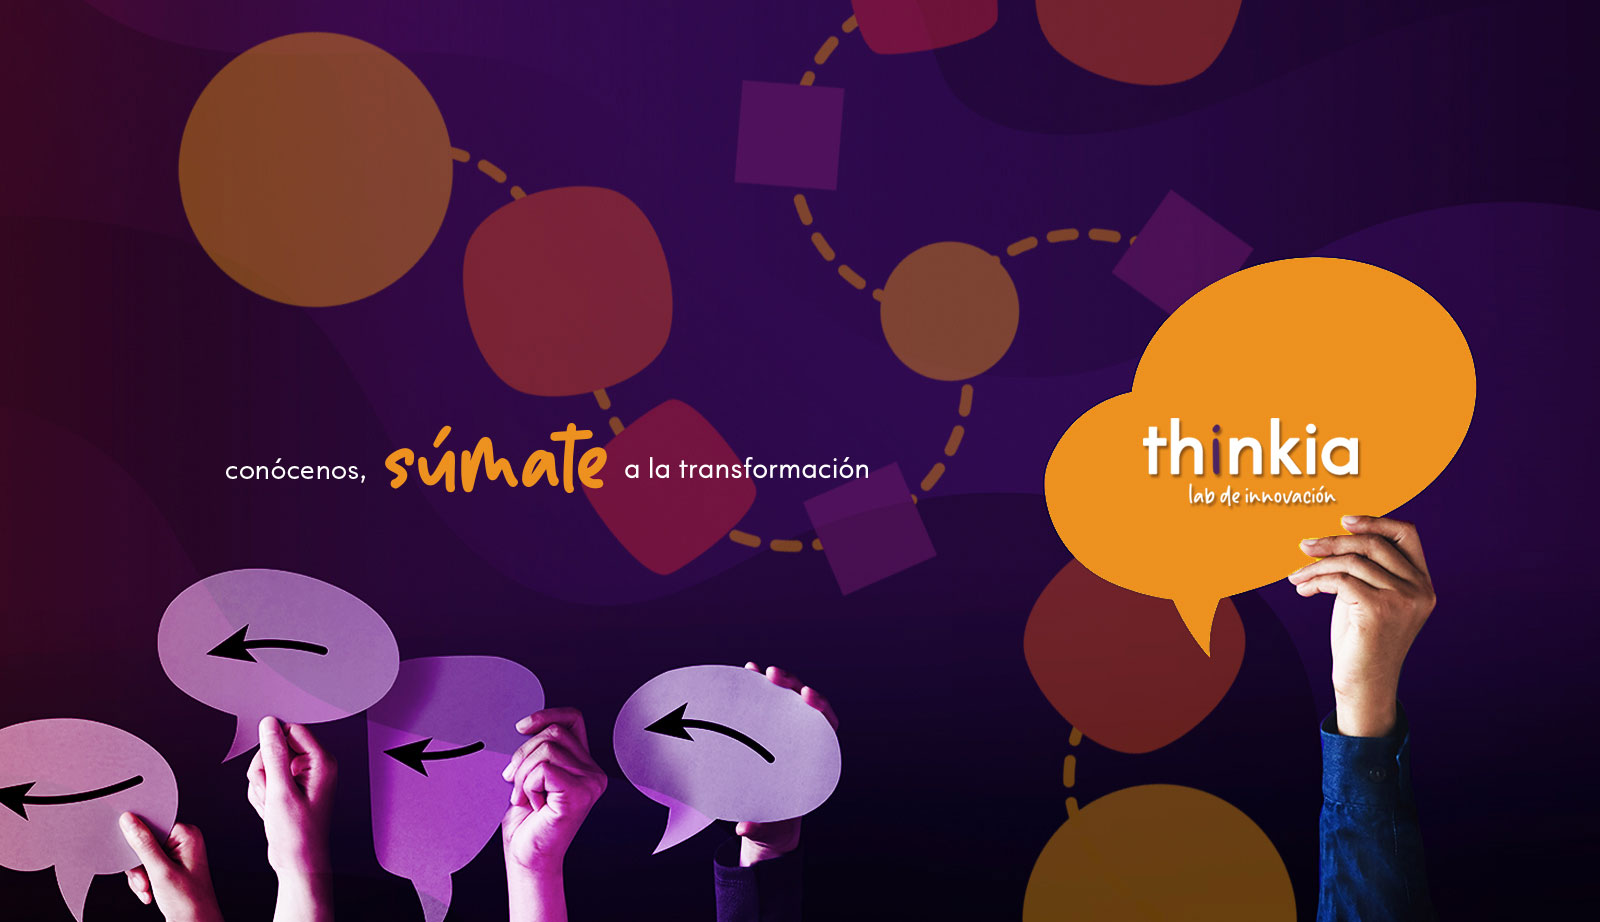 conócenos, súmate a la transformación
thinkia
lab de innovación